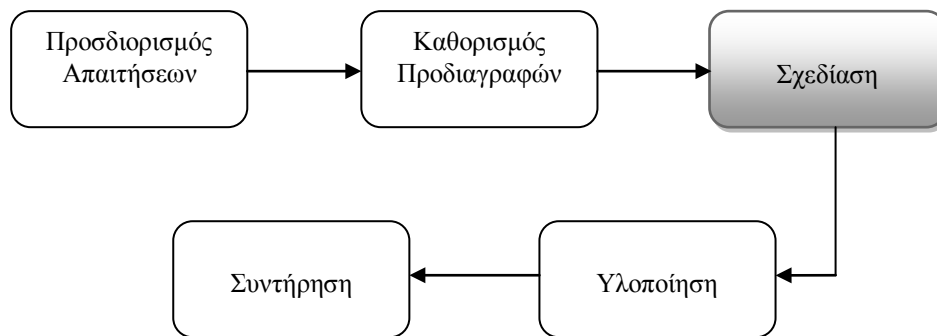 Προσδιορισμός
Απαιτήσεων
Καθορισμός
Προδιαγραφών
Σχεδίαση
Υλοποίηση
Συντήρηση